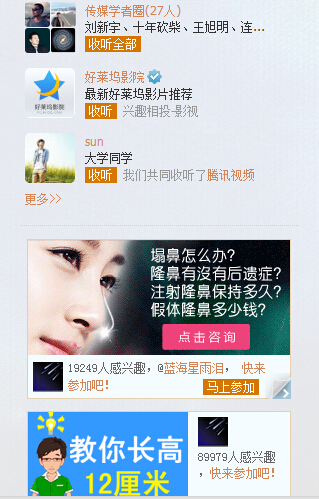 传媒学者圈(27人)
刘新宇、十年砍柴、王旭明、连...
收听全部
好莱坞影院
最新好莱坞影片推荐
收听 兴趣相投-影视
好莱坞影院
sun
大学同学
收听 我们共同收听了腾讯视频
更多>>
塌鼻怎么办?
隆鼻有沒有后遗症?
注射隆鼻保持多久?
假体隆鼻多少钱?
点击咨询
19249人感兴趣，@蓝海星雨泪， 快来
参加吧!
马上参加
教你长高
12厘米
89979人感兴趣
，快来参加吧!